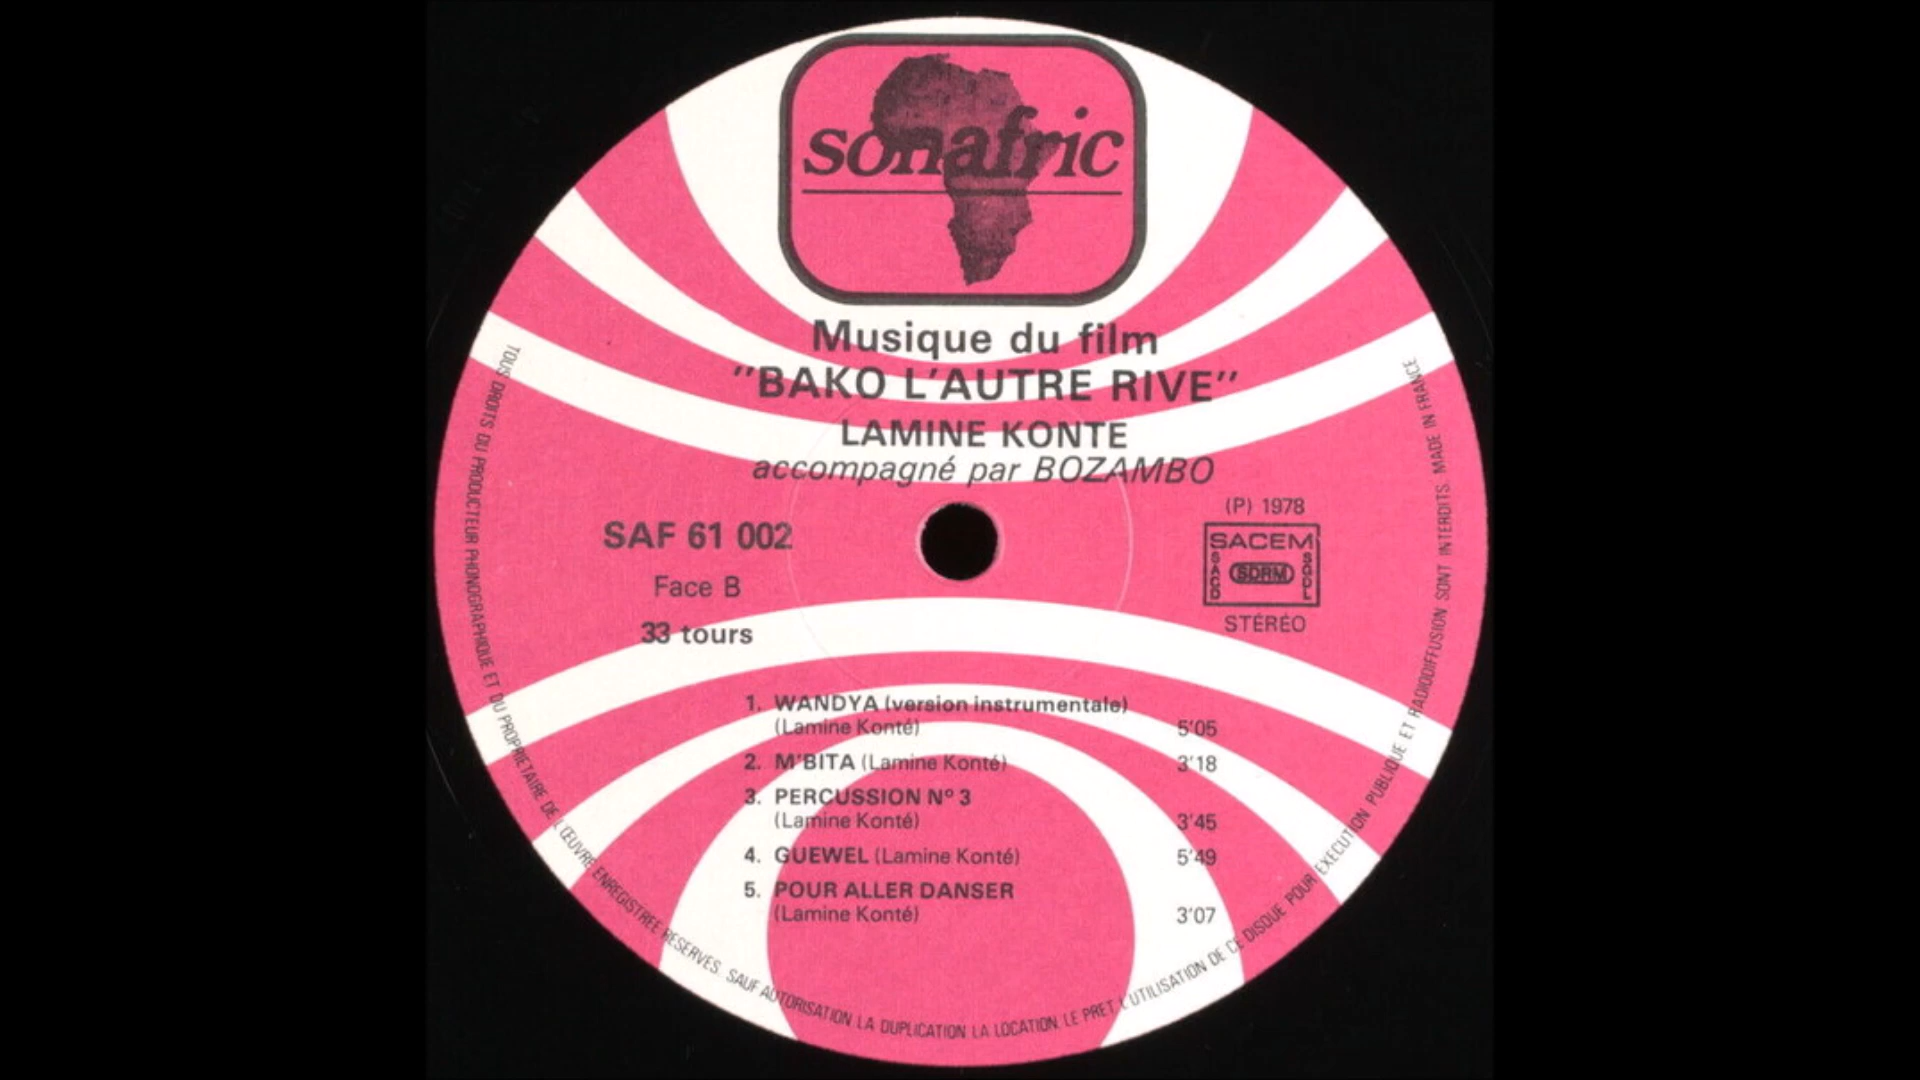 sonafric
Musique du film
"BAKO L'AUTRE RIVE"
LAMINE KONTE
accompagné par BOZAMBO
SAF 61 002
Face B
33 tours
(P) 1978
SACEM
SACD SDRM SGDL
STÉRÉO
1. WANDYA (version instrumentale)
(Lamine Konté) 5'05
2. M'BITA (Lamine Konté) 3'18
3. PERCUSSION Nº 3
(Lamine Konté) 3'45
4. GUEWEL (Lamine Konté) 5'49
5. POUR ALLER DANSER
(Lamine Konté) 3'07
TOUS DROITS DU PRODUCTEUR PHONOGRAPHIQUE ET DU PROPRIETAIRE DE L'ŒUVRE ENREGISTREE RESERVES. SAUF AUTORISATION LA DUPLICATION LA LOCATION. LE PRET L'UTILISATION DE CE DISQUE POUR EXECUTION PUBLIQUE ET RADIODIFFUSION SONT INTERDITS. MADE IN FRANCE